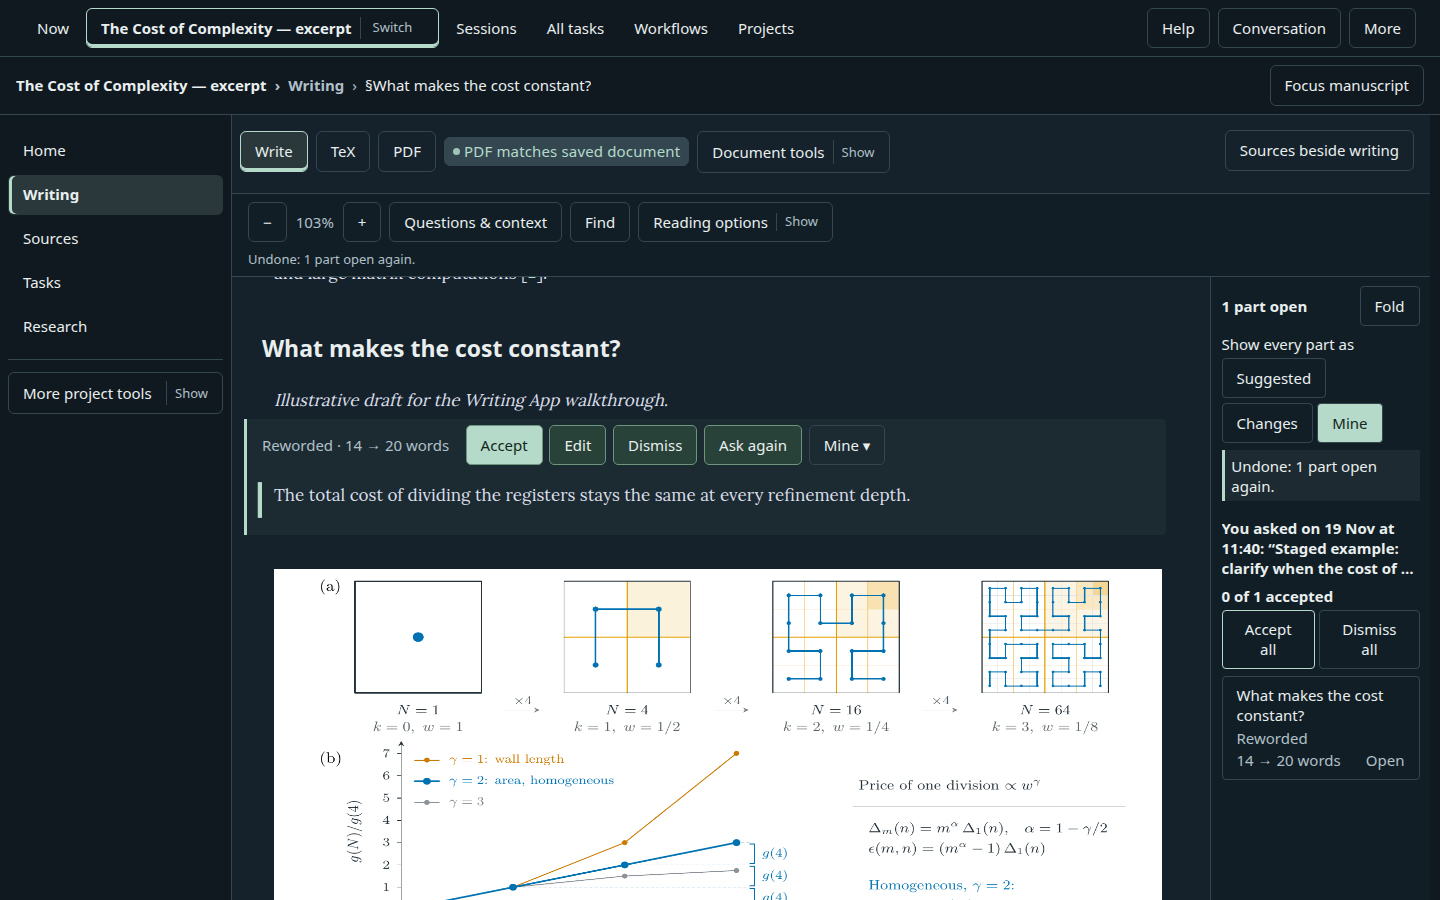 Now
The Cost of Complexity — excerpt Switch
Sessions
All tasks
Workflows
Projects
Help
Conversation
More
The Cost of Complexity — excerpt › Writing › §What makes the cost constant?
Focus manuscript
Home
Writing
Sources
Tasks
Research
More project tools Show
Write
TeX
PDF
PDF matches saved document
Document tools Show
Sources beside writing
− 103% +
Questions & context
Find
Reading options Show
Undone: 1 part open again.
What makes the cost constant?
Illustrative draft for the Writing App walkthrough.
Reworded · 14 → 20 words
Accept
Edit
Dismiss
Ask again
Mine ▾
The total cost of dividing the registers stays the same at every refinement depth.
(a)
×4 ×4 ×4
N = 1 N = 4 N = 16 N = 64
k = 0, w = 1 k = 1, w = 1/2 k = 2, w = 1/4 k = 3, w = 1/8
(b)
g(N)/g(4)
7
6
5
4
3
2
1
γ = 1: wall length
γ = 2: area, homogeneous
γ = 3
g(4)
g(4)
g(4)
Price of one division ∝ w^γ
Δₘ(n) = m^α Δ₁(n), α = 1 − γ/2
ϵ(m, n) = (m^α − 1) Δ₁(n)
Homogeneous, γ = 2:
1 part open
Fold
Show every part as
Suggested
Changes
Mine
Undone: 1 part open
again.
You asked on 19 Nov at
11:40: “Staged example:
clarify when the cost of ...
0 of 1 accepted
Accept
all
Dismiss
all
What makes the cost
constant?
Reworded
14 → 20 words Open